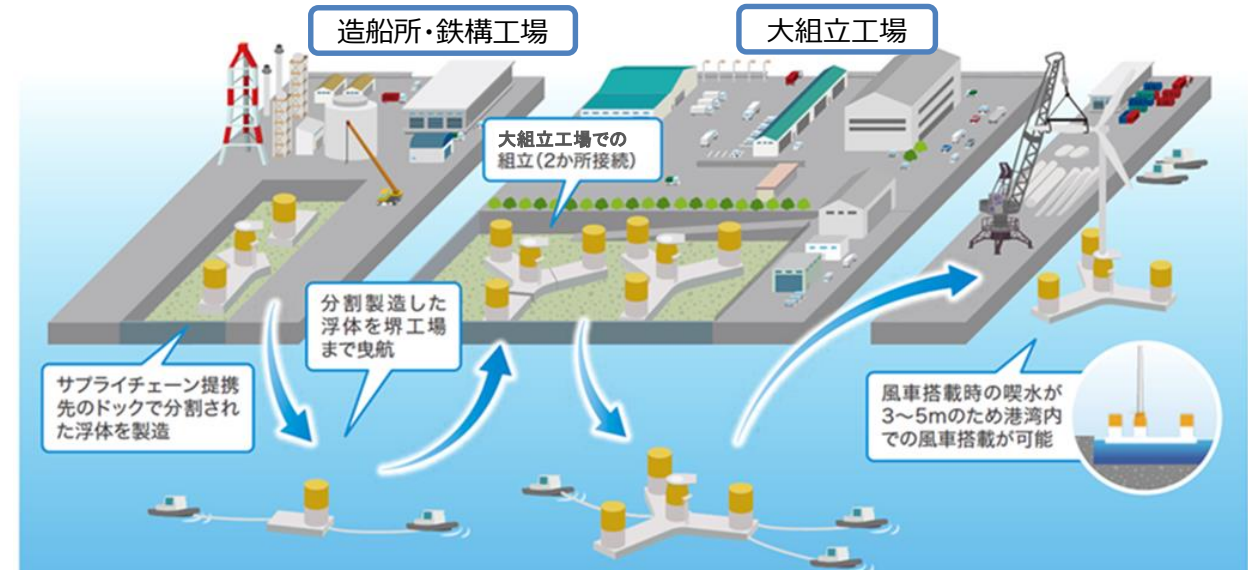 造船所・鉄構工場
大組立工場
大組立工場での
組立(2か所接続)
分割製造した
浮体を堺工場
まで曳航
サプライチェーン提携
先のドックで分割され
た浮体を製造
風車搭載時の喫水が
3～5mのため港湾内
での風車搭載が可能